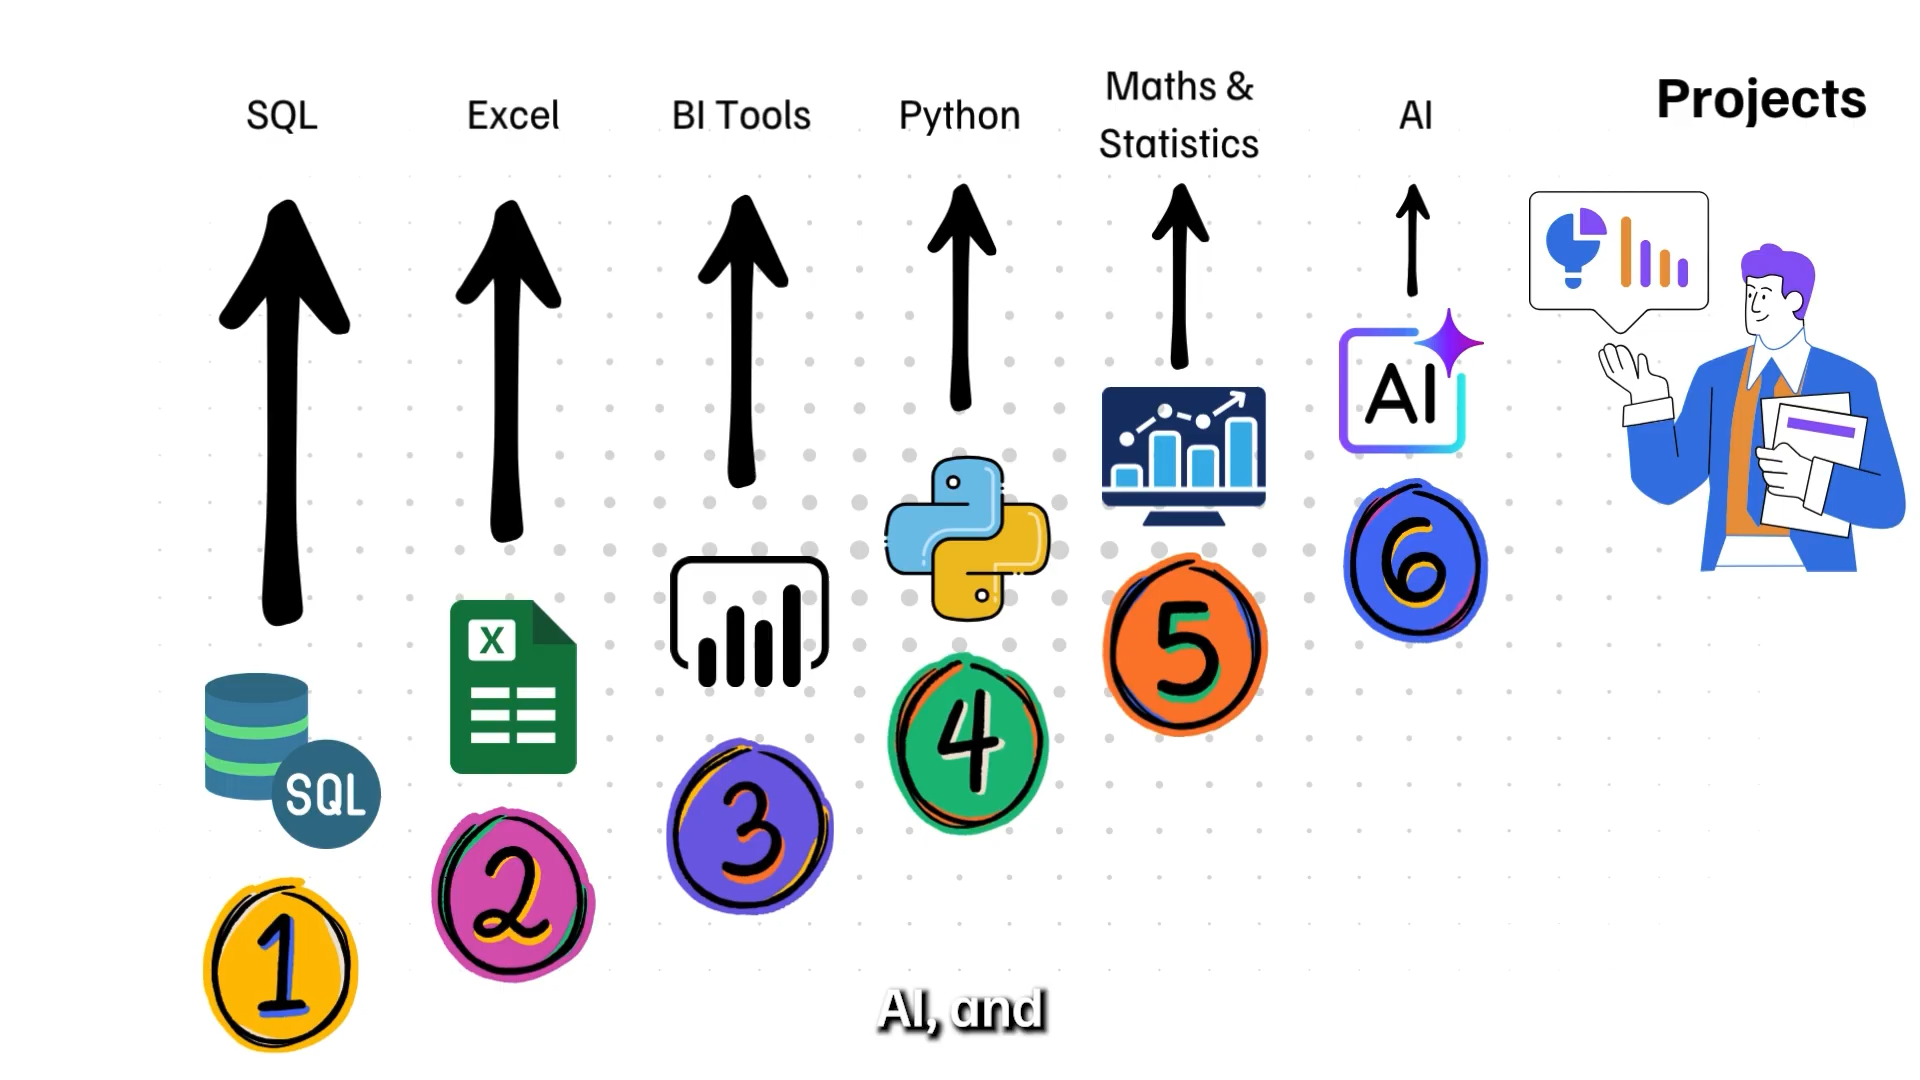 SQL
Excel
BI Tools
Python
Maths &
Statistics
AI
Projects
AI
X
SQL
1
2
3
4
5
6
AI, and